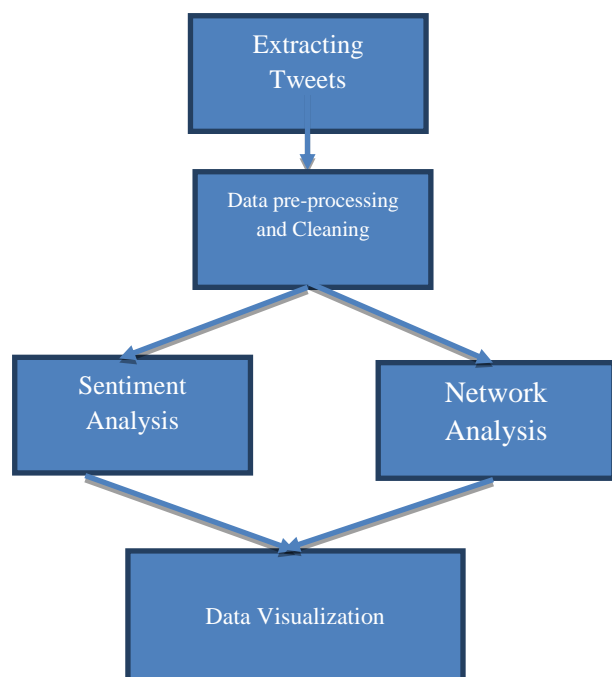 Extracting
Tweets
Data pre-processing
and Cleaning
Sentiment
Analysis
Network
Analysis
Data Visualization